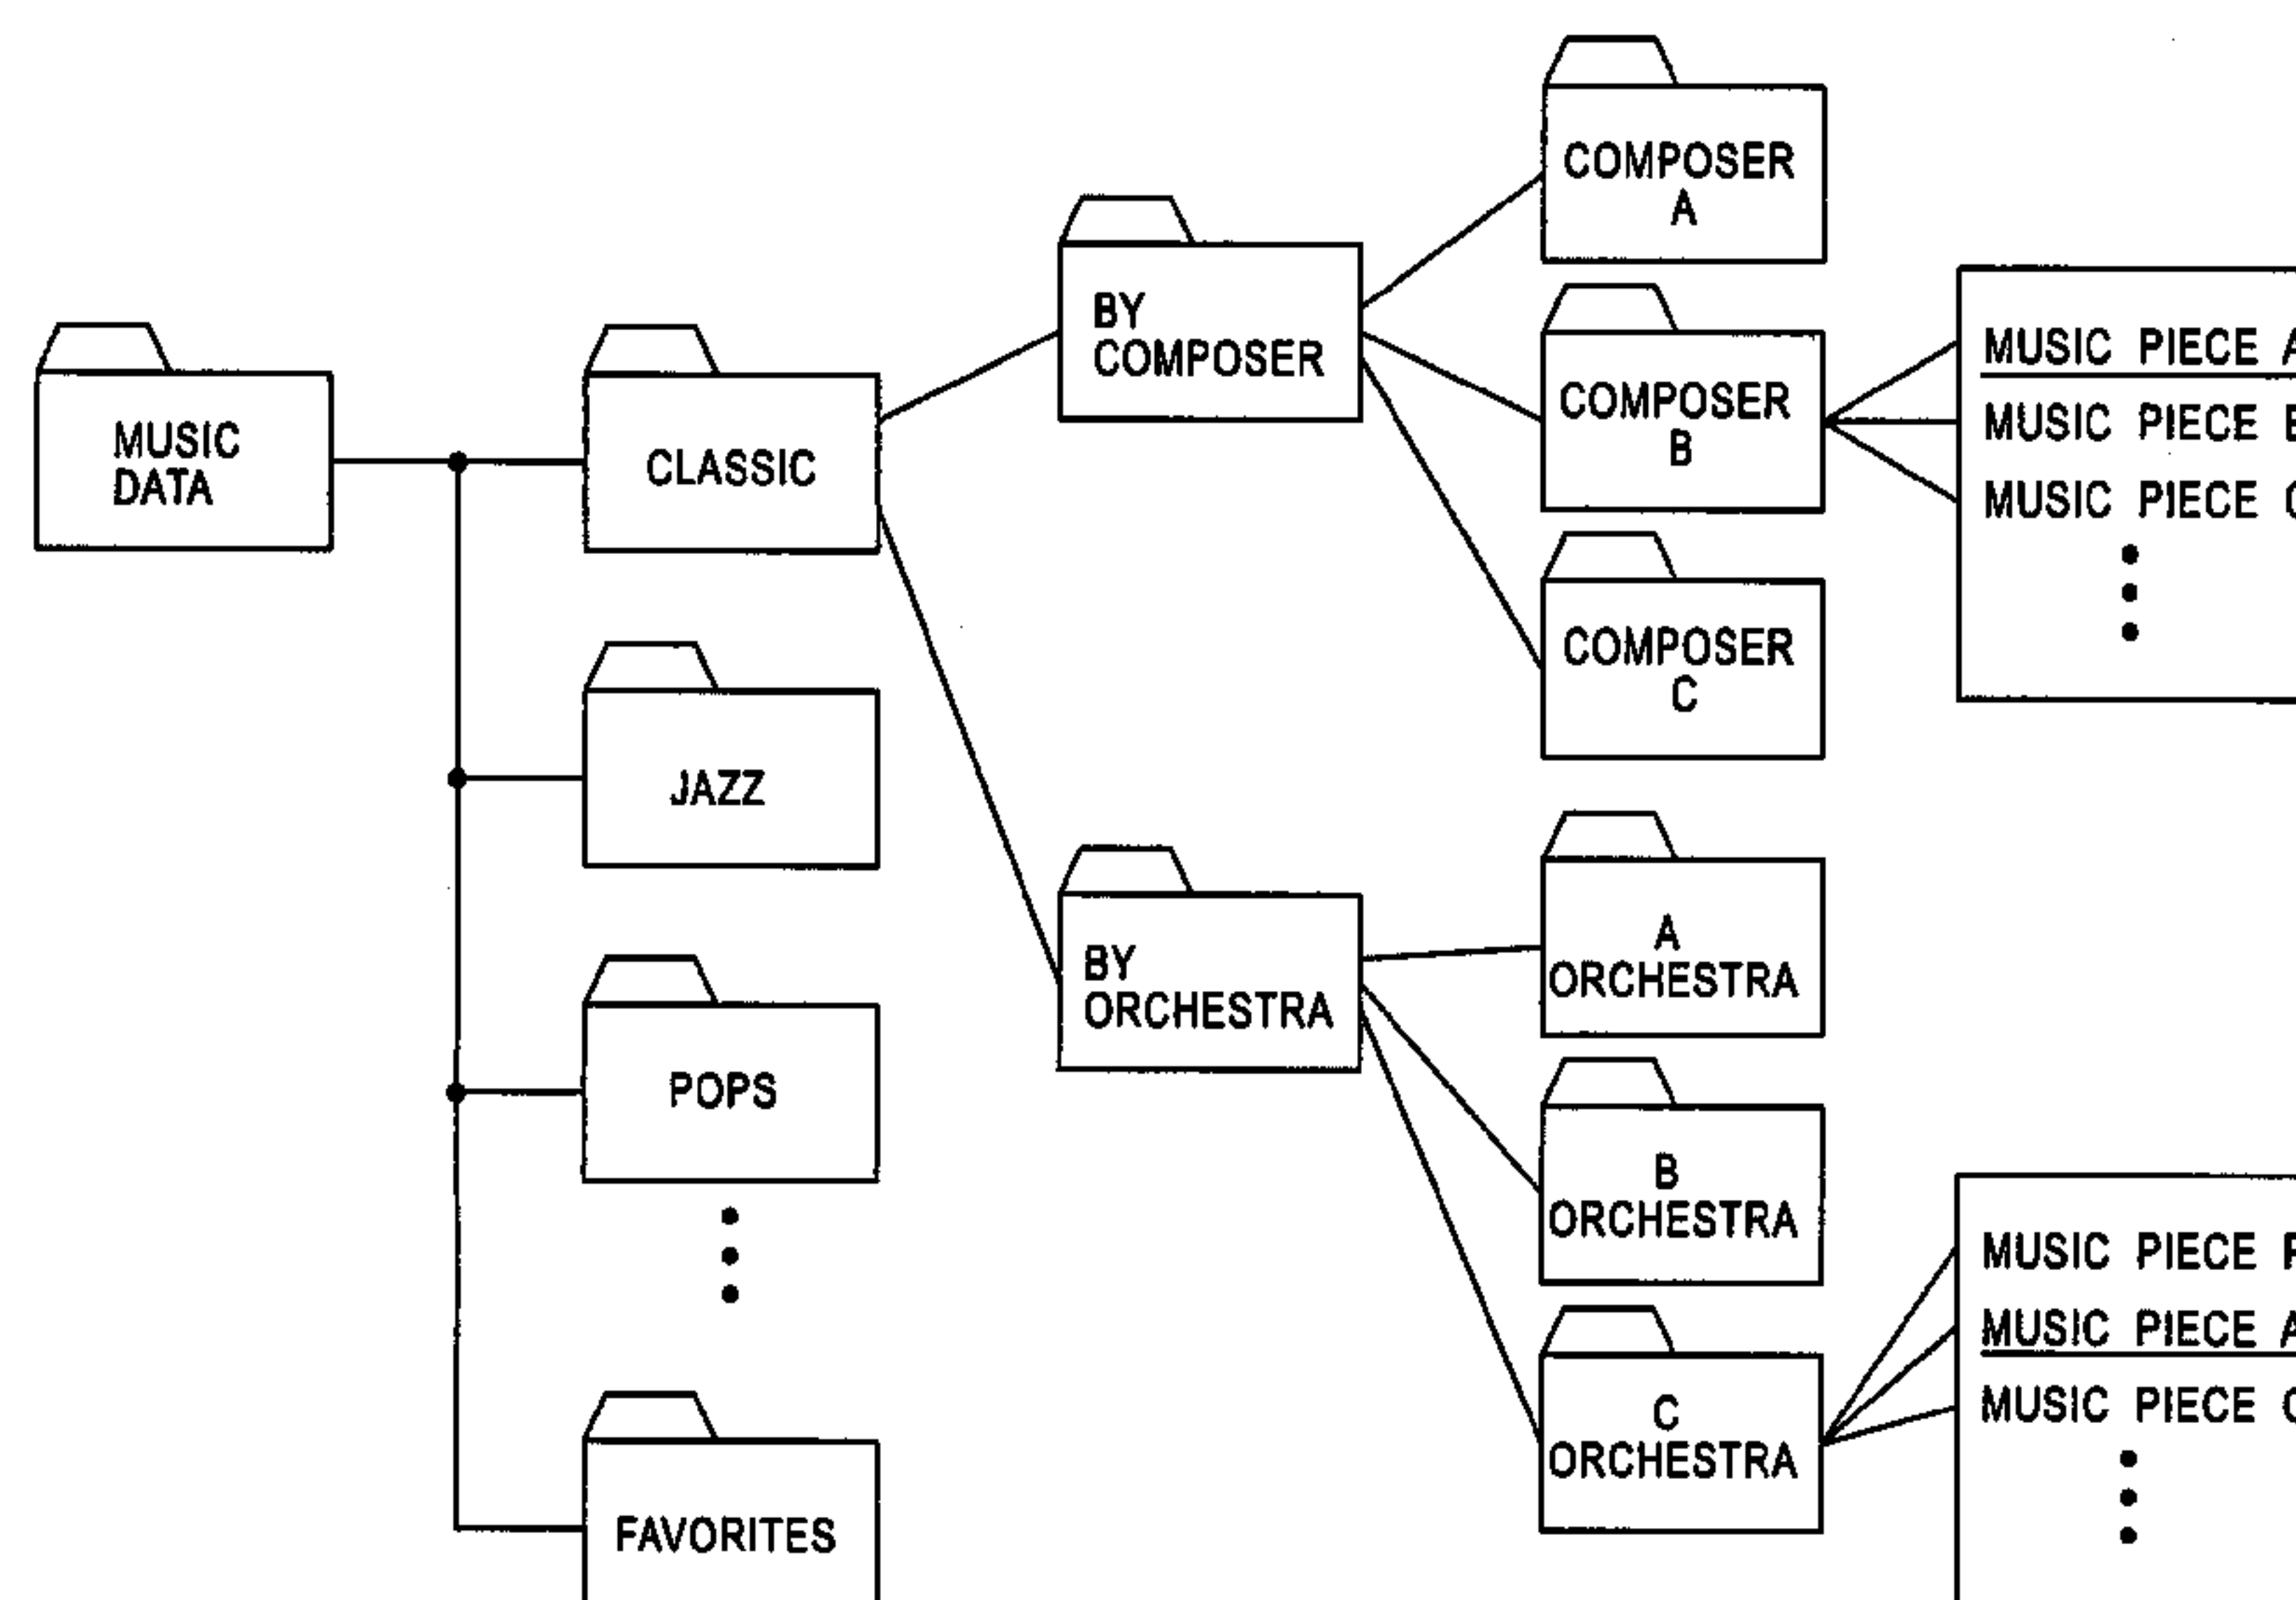 MUSIC
DATA
CLASSIC
JAZZ
POPS
FAVORITES
BY
COMPOSER
BY
ORCHESTRA
COMPOSER
A
COMPOSER
B
COMPOSER
C
A
ORCHESTRA
B
ORCHESTRA
C
ORCHESTRA
MUSIC PIECE A
MUSIC PIECE
MUSIC PIECE
MUSIC PIECE
MUSIC PIECE A
MUSIC PIECE